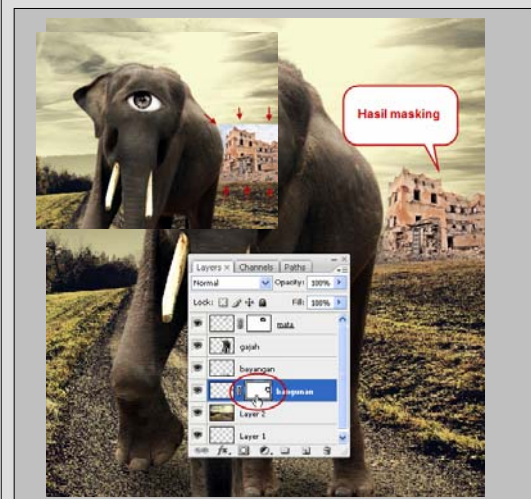 Hasil masking
Layers × Channels Paths
Normal Opacity: 100%
Lock: Fill: 100%
mata
gajah
bayangan
bangunan
Layer 2
Layer 1
fx.